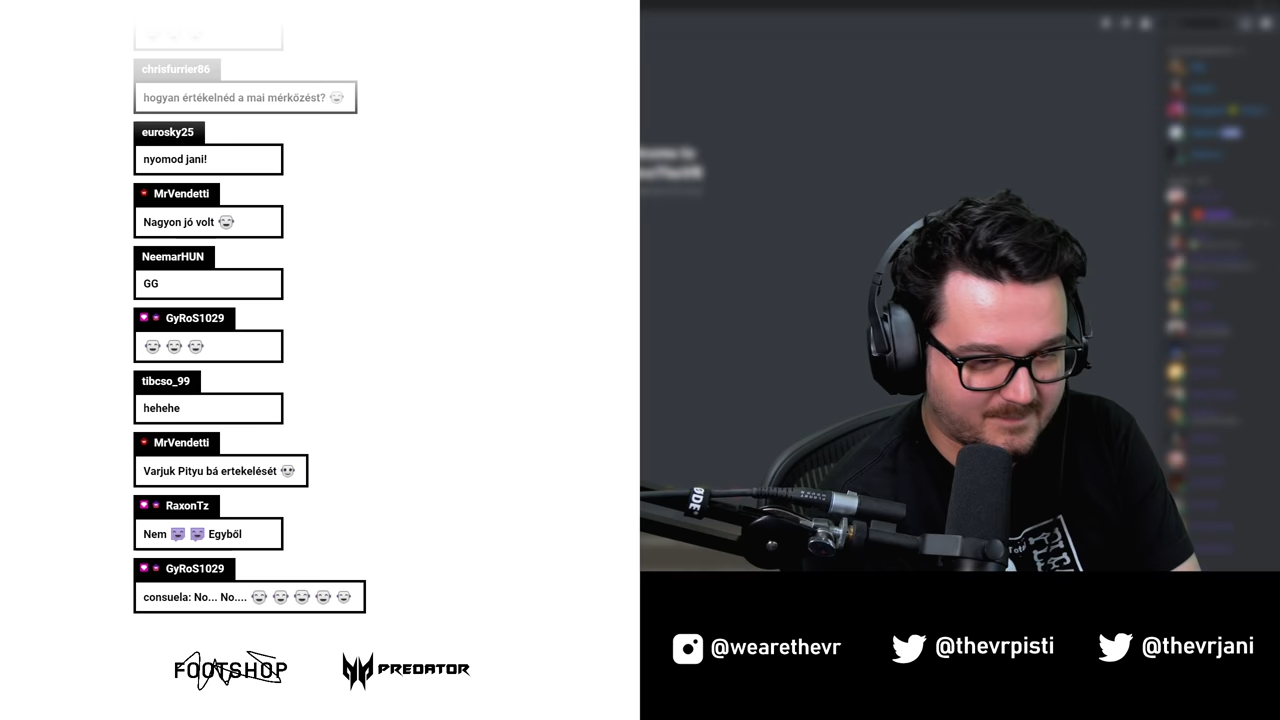 chrisfurrier86
hogyan értékelnéd a mai mérkőzést?
eurosky25
nyomod jani!
MrVendetti
Nagyon jó volt
NeemarHUN
GG
GyRoS1029
tibcso_99
hehehe
MrVendetti
Varjuk Pityu bá ertekelését
RaxonTz
Nem Egyből
GyRoS1029
consuela: No... No....
FOOTSHOP
PREDATOR
RØDE
@wearethevr
@thevrpisti
@thevrjani